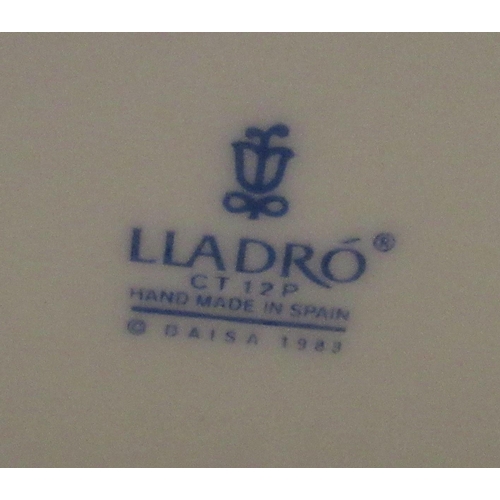 LLADRÓ®
CT 12 P
HAND MADE IN SPAIN
© DAISA 1983